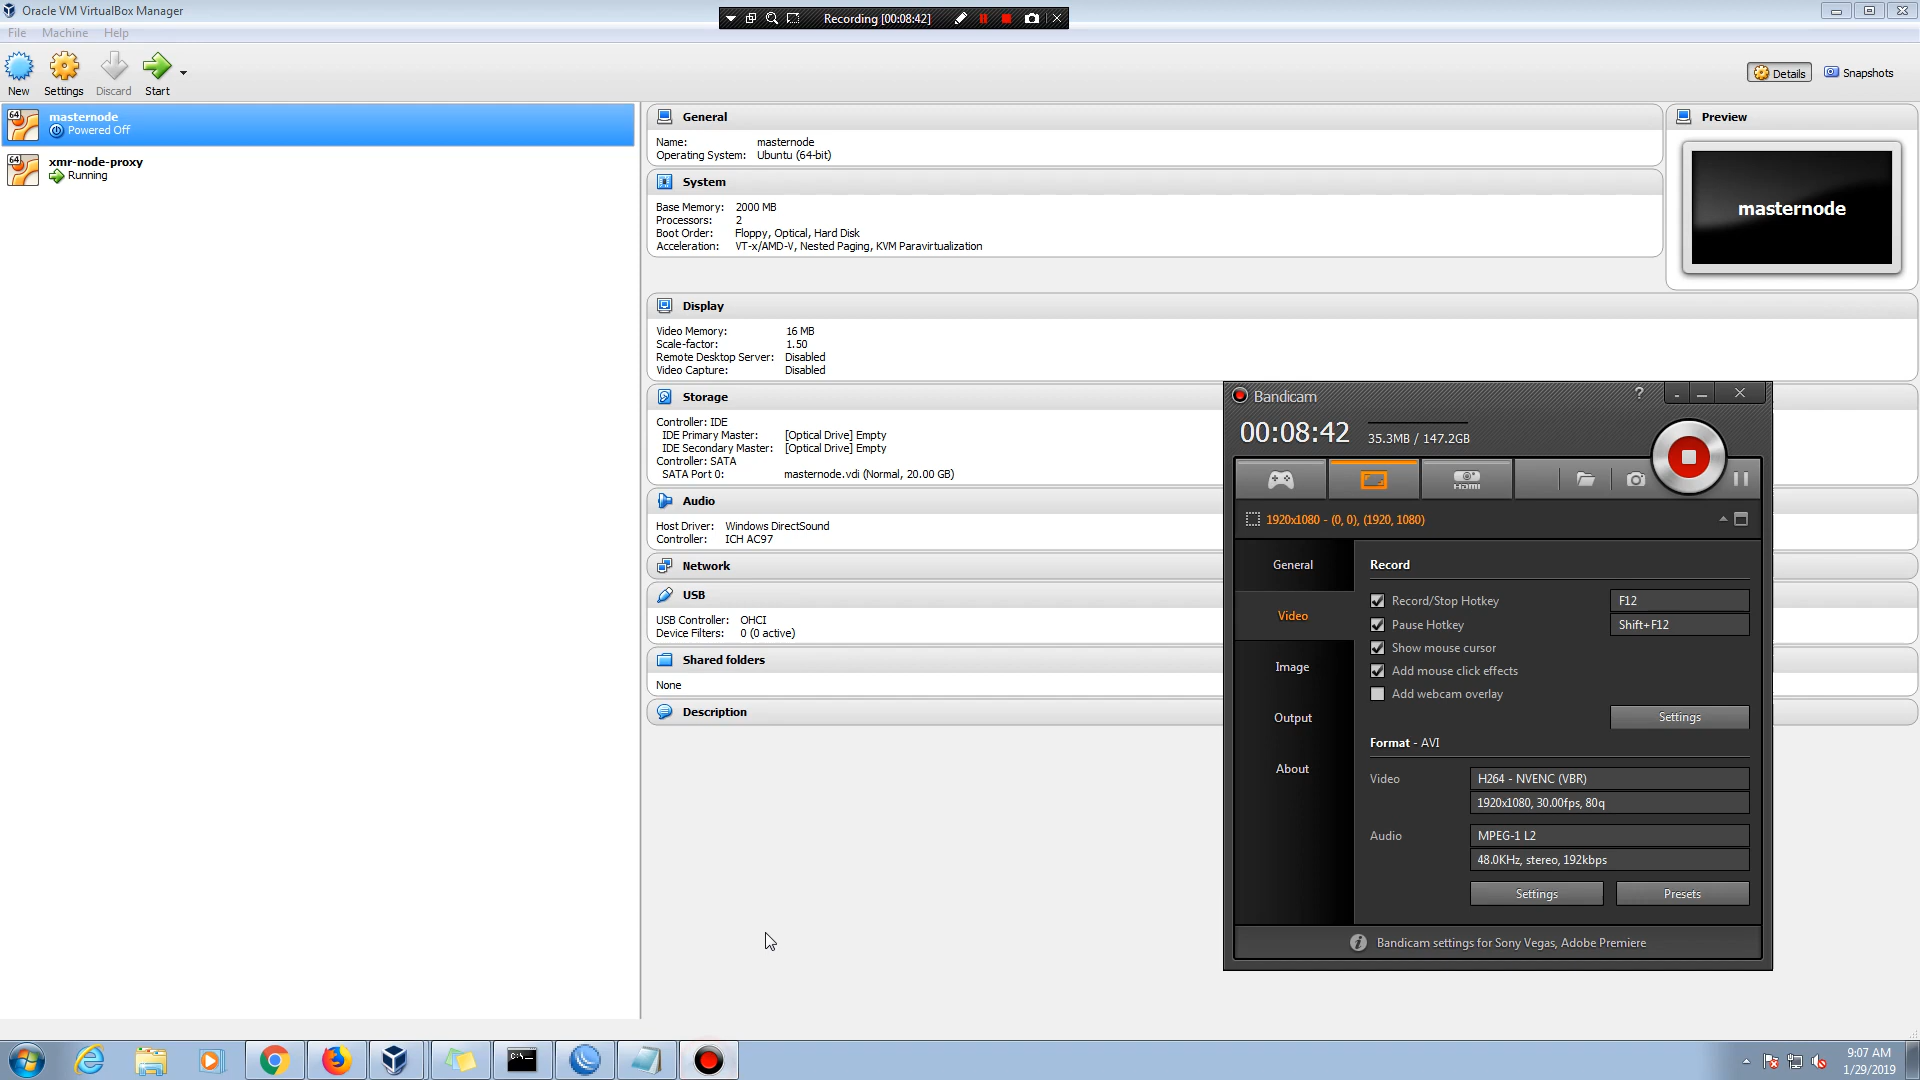 Oracle VM VirtualBox Manager
Recording [00:08:42]
File Machine Help
New Settings Discard Start
Details Snapshots
64
masternode
Powered Off
64
xmr-node-proxy
Running
General
Name: masternode
Operating System: Ubuntu (64-bit)
System
Base Memory: 2000 MB
Processors: 2
Boot Order: Floppy, Optical, Hard Disk
Acceleration: VT-x/AMD-V, Nested Paging, KVM Paravirtualization
Preview
masternode
Display
Video Memory: 16 MB
Scale-factor: 1.50
Remote Desktop Server: Disabled
Video Capture: Disabled
Storage
Controller: IDE
IDE Primary Master: [Optical Drive] Empty
IDE Secondary Master: [Optical Drive] Empty
Controller: SATA
SATA Port 0: masternode.vdi (Normal, 20.00 GB)
Audio
Host Driver: Windows DirectSound
Controller: ICH AC97
Network
USB
USB Controller: OHCI
Device Filters: 0 (0 active)
Shared folders
None
Description
Bandicam
?
00:08:42 35.3MB / 147.2GB
HDMI
1920x1080 - (0, 0), (1920, 1080)
General
Video
Image
Output
About
Record
Record/Stop Hotkey F12
Pause Hotkey Shift+F12
Show mouse cursor
Add mouse click effects
Add webcam overlay
Settings
Format - AVI
Video H264 - NVENC (VBR)
1920x1080, 30.00fps, 80q
Audio MPEG-1 L2
48.0KHz, stereo, 192kbps
Settings Presets
Bandicam settings for Sony Vegas, Adobe Premiere
C:\_
9:07 AM
1/29/2019